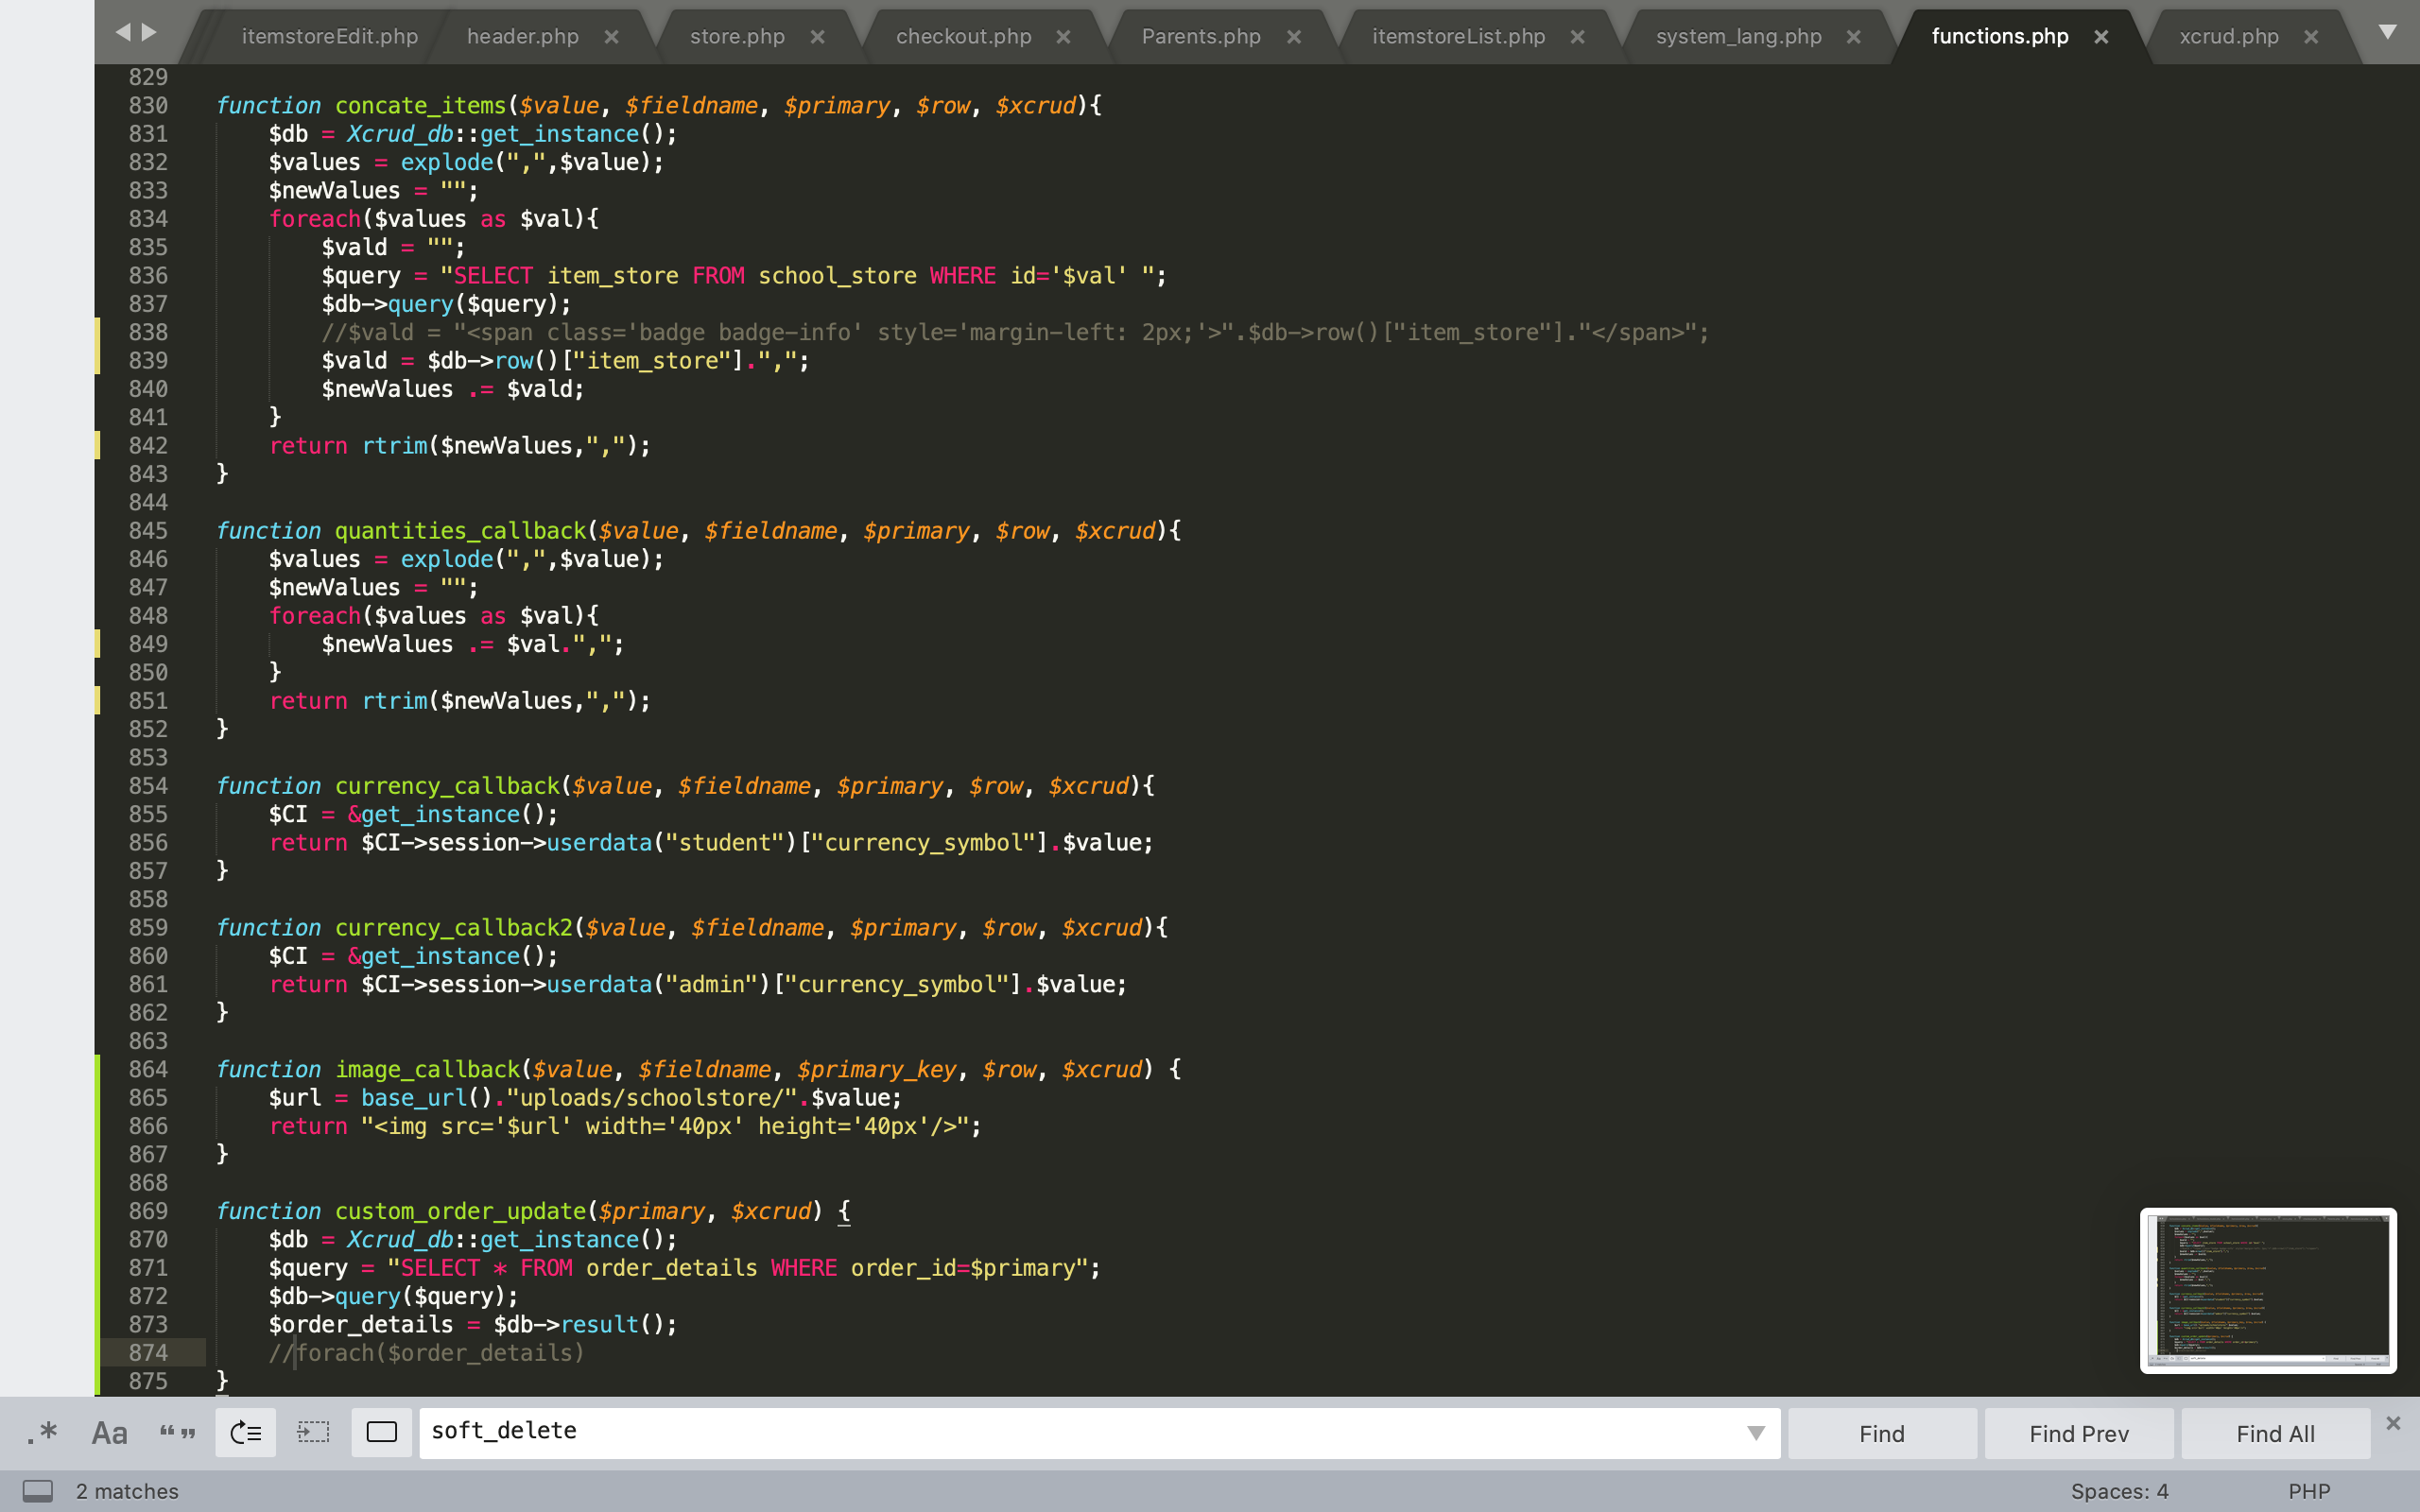 itemstoreEdit.php header.php × store.php × checkout.php × Parents.php × itemstoreList.php × system_lang.php × functions.php × xcrud.php ×
829
830 function concate_items($value, $fieldname, $primary, $row, $xcrud){
831 $db = Xcrud_db::get_instance();
832 $values = explode(",",$value);
833 $newValues = "";
834 foreach($values as $val){
835 $vald = "";
836 $query = "SELECT item_store FROM school_store WHERE id='$val' ";
837 $db->query($query);
838 //$vald = "<span class='badge badge-info' style='margin-left: 2px;'>".$db->row()["item_store"]."</span>";
839 $vald = $db->row()["item_store"].",";
840 $newValues .= $vald;
841 }
842 return rtrim($newValues,",");
843 }
844
845 function quantities_callback($value, $fieldname, $primary, $row, $xcrud){
846 $values = explode(",",$value);
847 $newValues = "";
848 foreach($values as $val){
849 $newValues .= $val.",";
850 }
851 return rtrim($newValues,",");
852 }
853
854 function currency_callback($value, $fieldname, $primary, $row, $xcrud){
855 $CI = &get_instance();
856 return $CI->session->userdata("student")["currency_symbol"].$value;
857 }
858
859 function currency_callback2($value, $fieldname, $primary, $row, $xcrud){
860 $CI = &get_instance();
861 return $CI->session->userdata("admin")["currency_symbol"].$value;
862 }
863
864 function image_callback($value, $fieldname, $primary_key, $row, $xcrud) {
865 $url = base_url()."uploads/schoolstore/".$value;
866 return "<img src='$url' width='40px' height='40px'/>";
867 }
868
869 function custom_order_update($primary, $xcrud) {
870 $db = Xcrud_db::get_instance();
871 $query = "SELECT * FROM order_details WHERE order_id=$primary";
872 $db->query($query);
873 $order_details = $db->result();
874 //forach($order_details)
875 }
.* Aa “” soft_delete Find Find Prev Find All ×
2 matches Spaces: 4 PHP